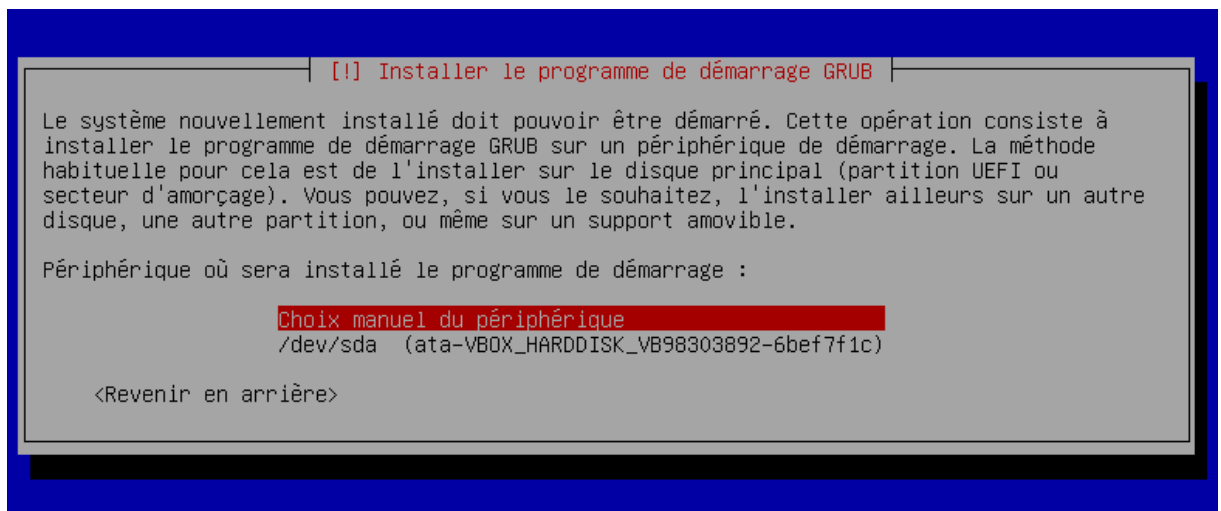 [!] Installer le programme de démarrage GRUB
Le système nouvellement installé doit pouvoir être démarré. Cette opération consiste à
installer le programme de démarrage GRUB sur un périphérique de démarrage. La méthode
habituelle pour cela est de l'installer sur le disque principal (partition UEFI ou
secteur d'amorçage). Vous pouvez, si vous le souhaitez, l'installer ailleurs sur un autre
disque, une autre partition, ou même sur un support amovible.
Périphérique où sera installé le programme de démarrage :
Choix manuel du périphérique
/dev/sda  (ata-VBOX_HARDDISK_VB98303892-6bef7f1c)
<Revenir en arrière>